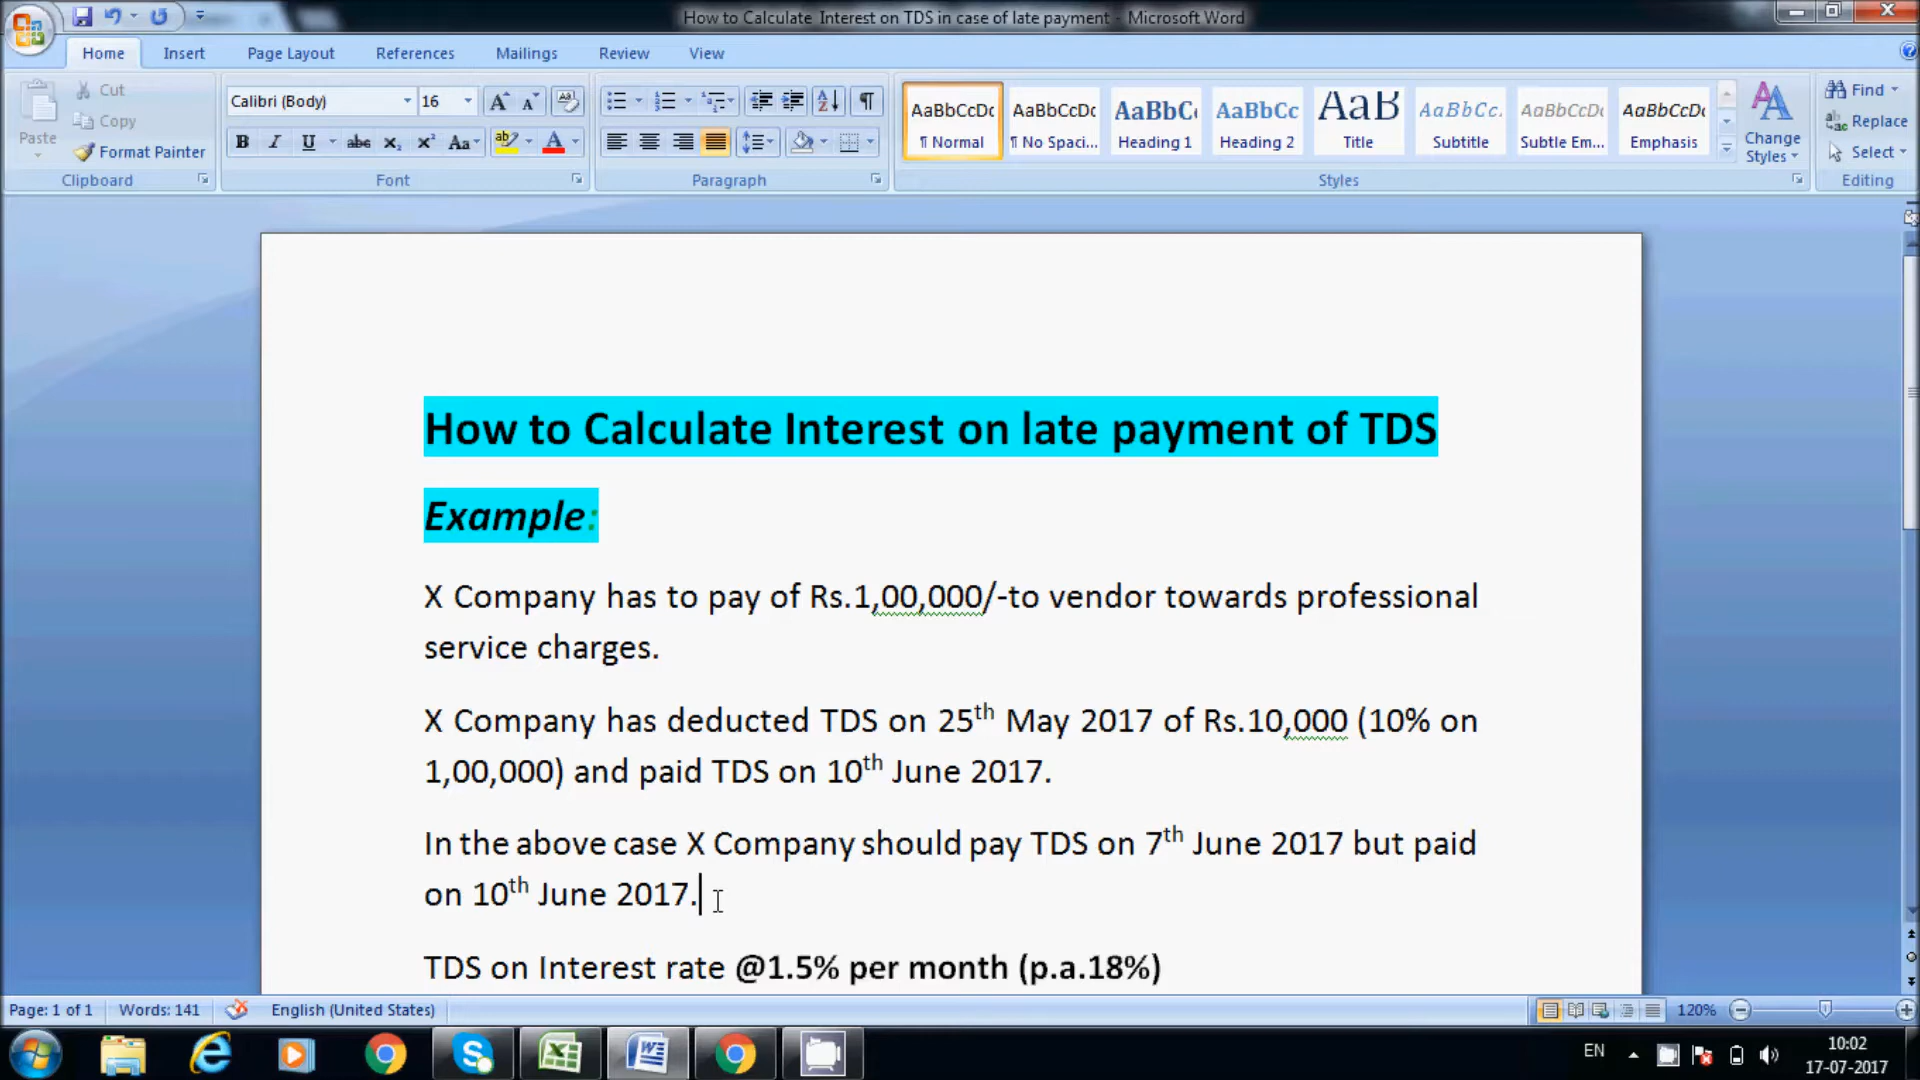 How to Calculate Interest on TDS in case of late payment - Microsoft Word
Home Insert Page Layout References Mailings Review View
Paste
Cut
Copy
Format Painter
Clipboard
Calibri (Body) 16
Font
Paragraph
AaBbCcDc AaBbCcDc AaBbC AaBbCc AaB AaBbCc. AaBbCcDc AaBbCcDc
¶ Normal ¶ No Spaci... Heading 1 Heading 2 Title Subtitle Subtle Em... Emphasis
Change Styles
Styles
Find
Replace
Select
Editing
How to Calculate Interest on late payment of TDS
Example:
X Company has to pay of Rs.1,00,000/-to vendor towards professional
service charges.
X Company has deducted TDS on 25th May 2017 of Rs.10,000 (10% on
1,00,000) and paid TDS on 10th June 2017.
In the above case X Company should pay TDS on 7th June 2017 but paid
on 10th June 2017.
TDS on Interest rate @1.5% per month (p.a.18%)
Page: 1 of 1 Words: 141 English (United States) 120%
EN 10:02
17-07-2017